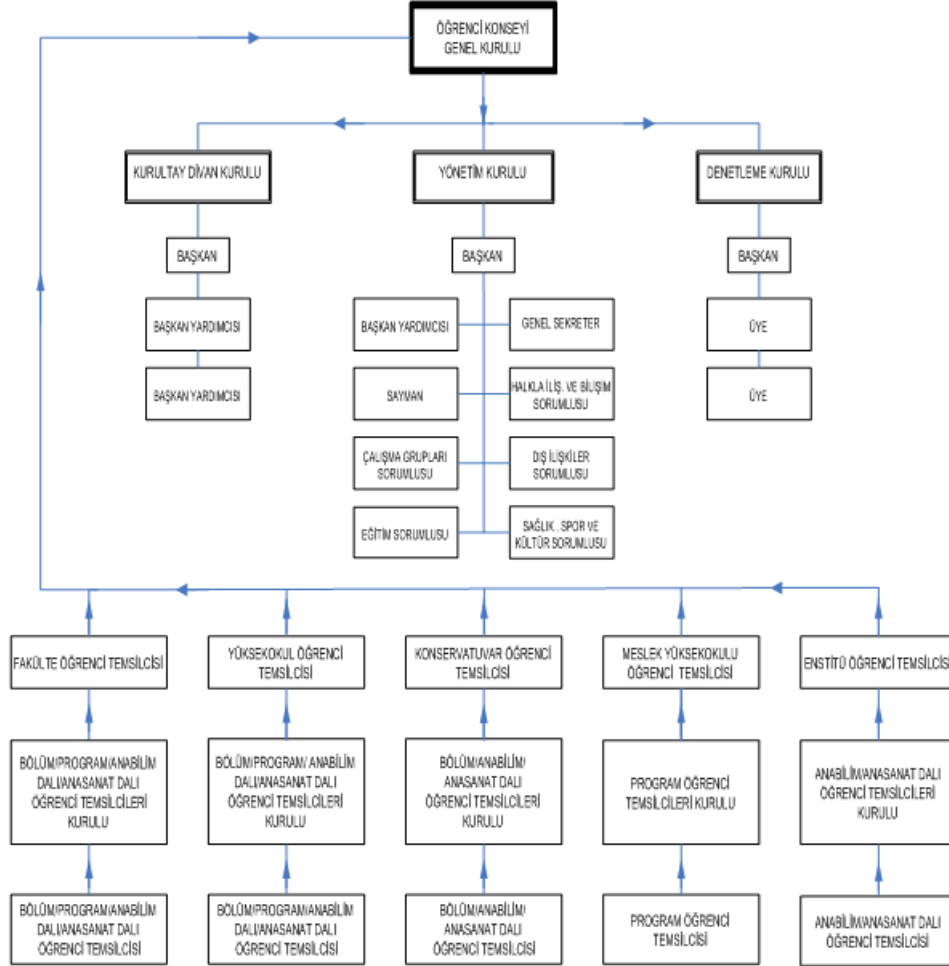 ÖĞRENCİ KONSEYİ
GENEL KURULU
KURULTAY DİVAN KURULU
YÖNETİM KURULU
DENETLEME KURULU
BAŞKAN
BAŞKAN
BAŞKAN
BAŞKAN YARDIMCISI
BAŞKAN YARDIMCISI
GENEL SEKRETER
ÜYE
BAŞKAN YARDIMCISI
SAYMAN
HALKLA İLİŞ. VE BİLİŞİM
SORUMLUSU
ÜYE
ÇALIŞMA GRUPLARI
SORUMLUSU
DIŞ İLİŞKİLER
SORUMLUSU
EĞİTİM SORUMLUSU
SAĞLIK , SPOR VE
KÜLTÜR SORUMLUSU
FAKÜLTE ÖĞRENCİ TEMSİLCİSİ
YÜKSEKOKUL ÖĞRENCİ
TEMSİLCİSİ
KONSERVATUVAR ÖĞRENCİ
TEMSİLCİSİ
MESLEK YÜKSEKOKULU
ÖĞRENCİ TEMSİLCİSİ
ENSTİTÜ ÖĞRENCİ TEMSİLCİSİ
BÖLÜM/PROGRAM/ANABİLİM
DALI/ANASANAT DALI
ÖĞRENCİ TEMSİLCİLERİ
KURULU
BÖLÜM/PROGRAM/ ANABİLİM
DALI/ANASANAT DALI
ÖĞRENCİ TEMSİLCİLERİ
KURULU
BÖLÜM/ANABİLİM/
ANASANAT DALI
ÖĞRENCİ TEMSİLCİLERİ
KURULU
PROGRAM ÖĞRENCİ
TEMSİLCİLERİ KURULU
ANABİLİM/ANASANAT DALI
ÖĞRENCİ TEMSİLCİLERİ
KURULU
BÖLÜM/PROGRAM/ANABİLİM
DALI/ANASANAT DALI
ÖĞRENCİ TEMSİLCİSİ
BÖLÜM/PROGRAM/ANABİLİM
DALI/ANASANAT DALI
ÖĞRENCİ TEMSİLCİSİ
BÖLÜM/ANABİLİM/
ANASANAT DALI
ÖĞRENCİ TEMSİLCİSİ
PROGRAM ÖĞRENCİ
TEMSİLCİSİ
ANABİLİM/ANASANAT DALI
ÖĞRENCİ TEMSİLCİSİ